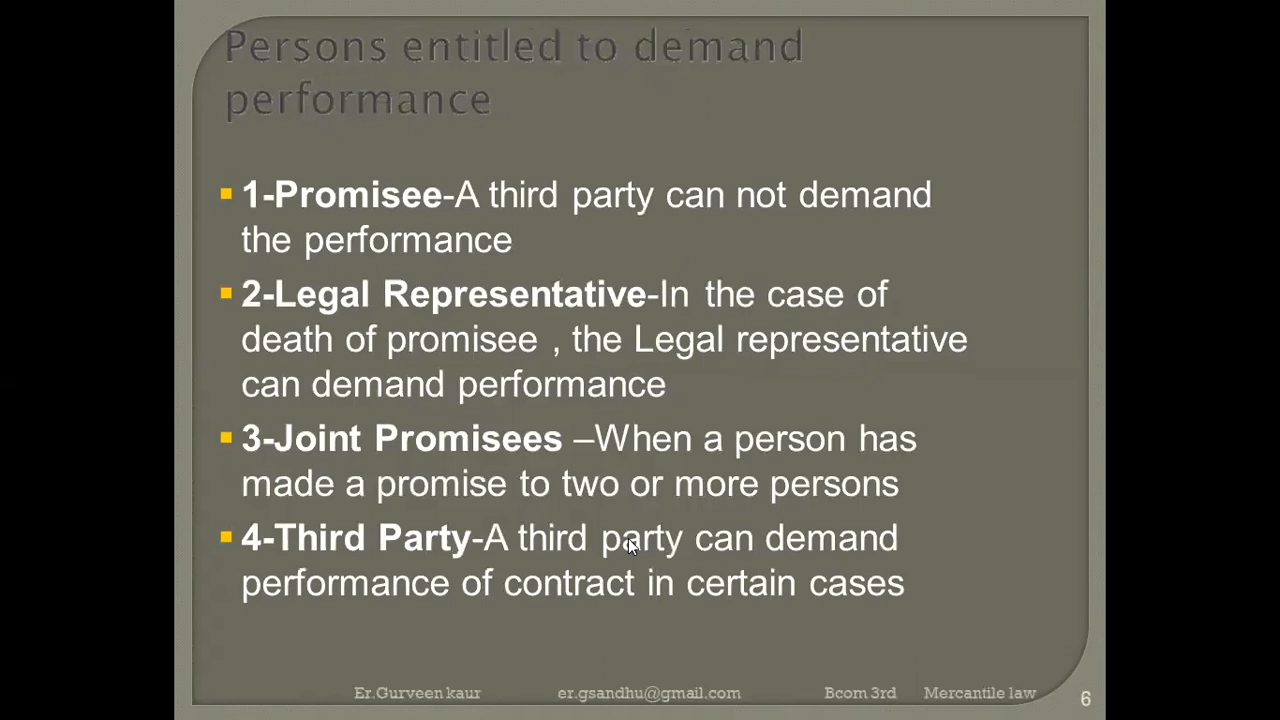 Persons entitled to demand
performance
1-Promisee-A third party can not demand
the performance
2-Legal Representative-In the case of
death of promisee , the Legal representative
can demand performance
3-Joint Promisees –When a person has
made a promise to two or more persons
4-Third Party-A third party can demand
performance of contract in certain cases
Er.Gurveen kaur er.gsandhu@gmail.com Bcom 3rd Mercantile law 6